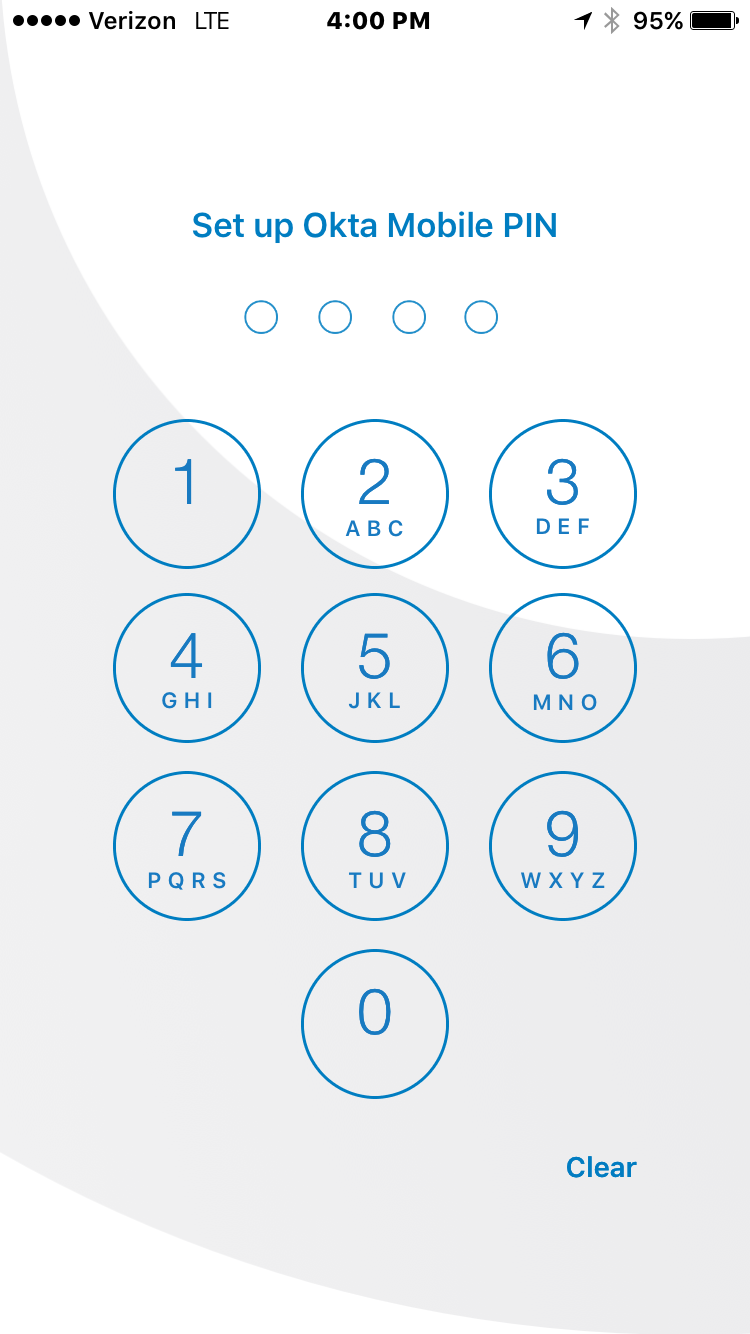 Verizon LTE 4:00 PM 95%
Set up Okta Mobile PIN
1 2 3
ABC DEF
4 5 6
GHI JKL MNO
7 8 9
PQRS TUV WXYZ
0
Clear